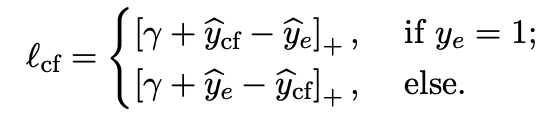 ℓ_cf = { [γ + ŷ_cf − ŷ_e]_+ , if y_e = 1;
[γ + ŷ_e − ŷ_cf]_+ , else.